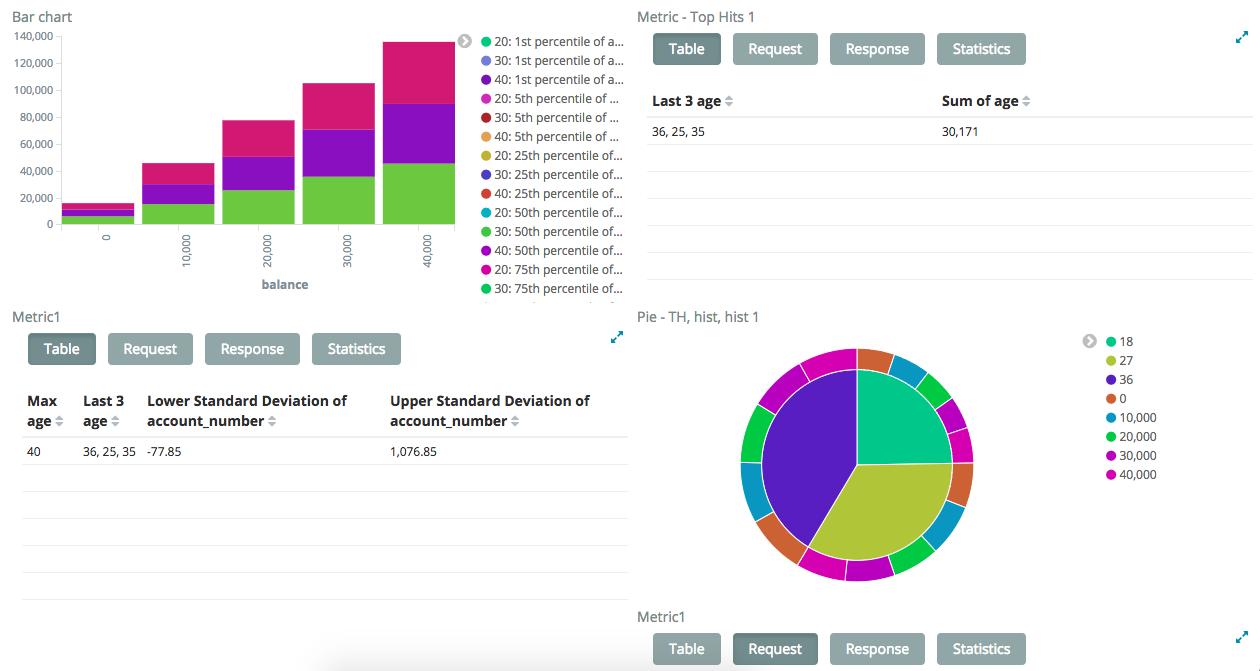 Bar chart
140,000
120,000
100,000
80,000
60,000
40,000
20,000
0
0
10,000
20,000
30,000
40,000
balance
20: 1st percentile of a...
30: 1st percentile of a...
40: 1st percentile of a...
20: 5th percentile of ...
30: 5th percentile of ...
40: 5th percentile of ...
20: 25th percentile of...
30: 25th percentile of...
40: 25th percentile of...
20: 50th percentile of...
30: 50th percentile of...
40: 50th percentile of...
20: 75th percentile of...
30: 75th percentile of...
Metric - Top Hits 1
Table Request Response Statistics
Last 3 age Sum of age
36, 25, 35 30,171
Metric1
Table Request Response Statistics
Max age Last 3 age Lower Standard Deviation of account_number Upper Standard Deviation of account_number
40 36, 25, 35 -77.85 1,076.85
Pie - TH, hist, hist 1
18
27
36
0
10,000
20,000
30,000
40,000
Metric1
Table Request Response Statistics